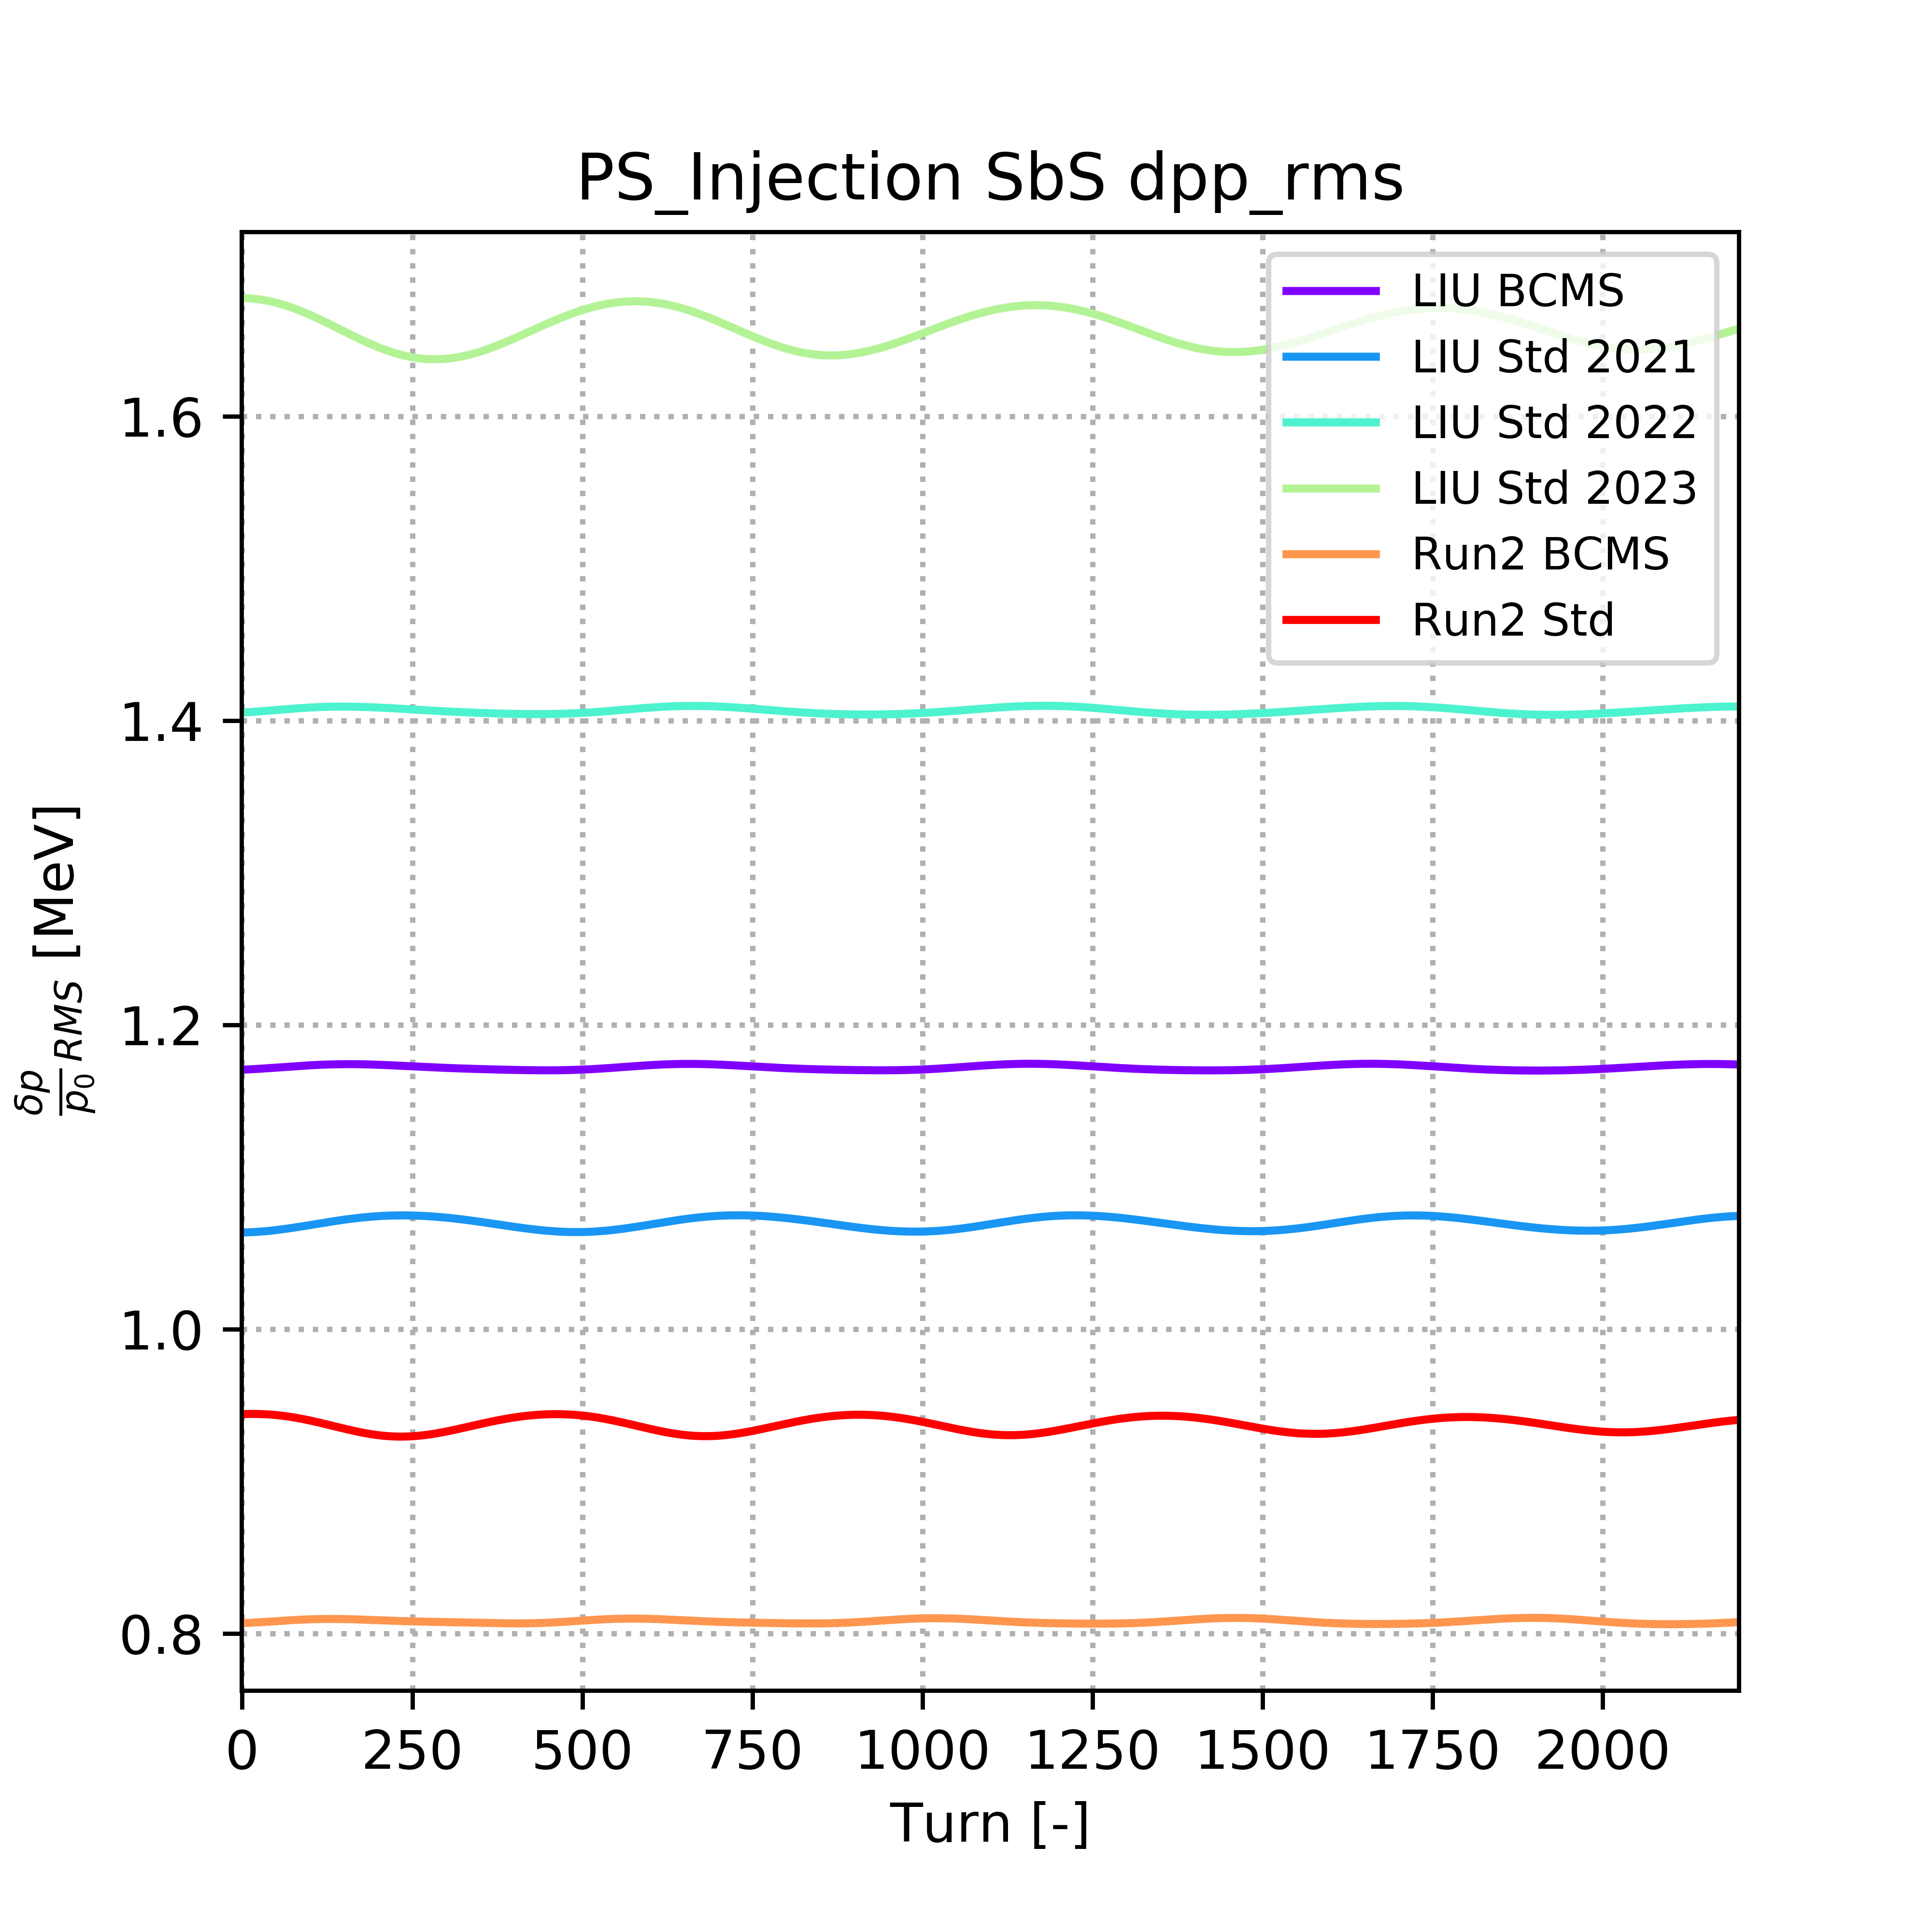 PS_Injection SbS dpp_rms
LIU BCMS
LIU Std 2021
LIU Std 2022
LIU Std 2023
Run2 BCMS
Run2 Std
1.6
1.4
1.2
1.0
0.8
δp/p0 RMS [MeV]
0 250 500 750 1000 1250 1500 1750 2000
Turn [-]